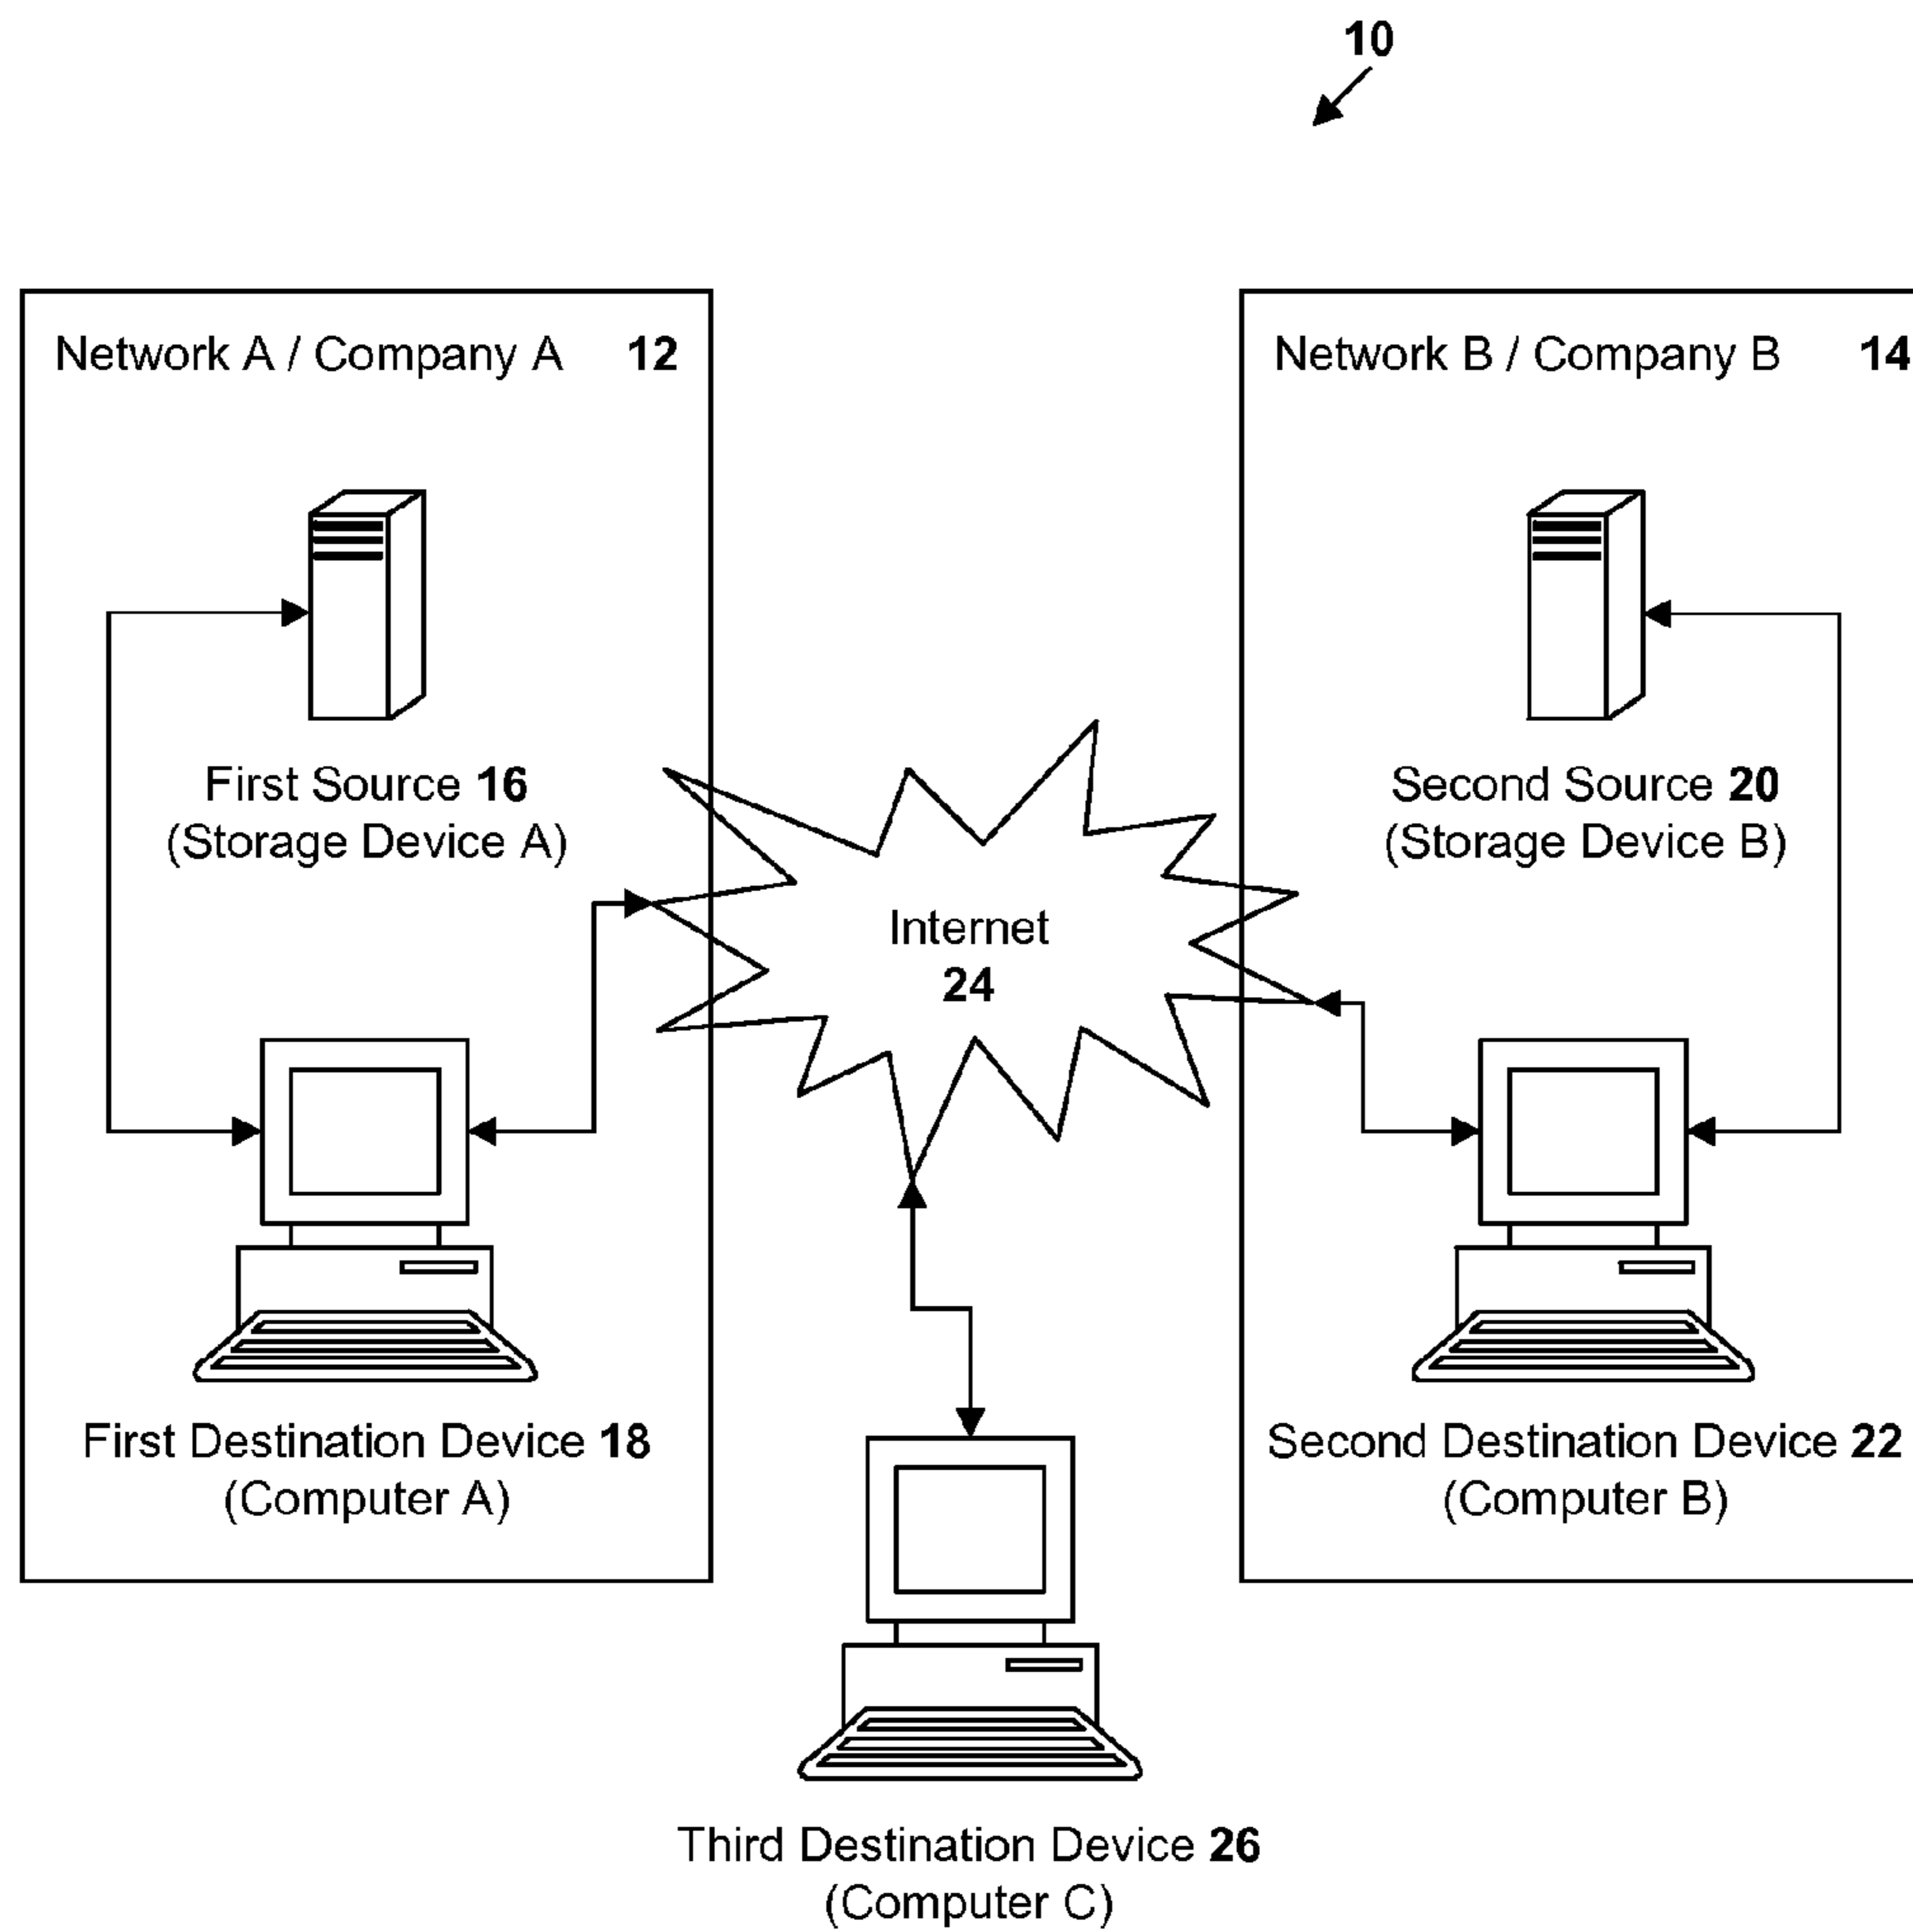 10
Network A / Company A 12
Network B / Company B 14
First Source 16
(Storage Device A)
Second Source 20
(Storage Device B)
Internet
24
First Destination Device 18
(Computer A)
Second Destination Device 22
(Computer B)
Third Destination Device 26
(Computer C)